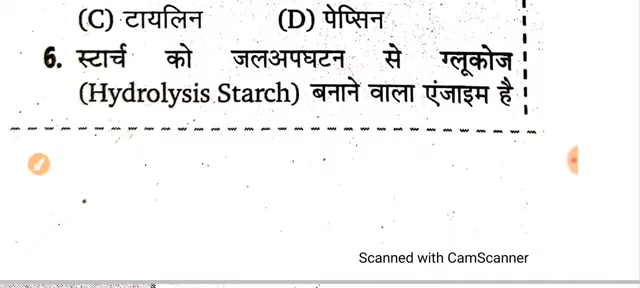 (C) टायलिन (D) पेप्सिन
6. स्टार्च को जलअपघटन से ग्लूकोज
(Hydrolysis Starch) बनाने वाला एंजाइम है
Scanned with CamScanner